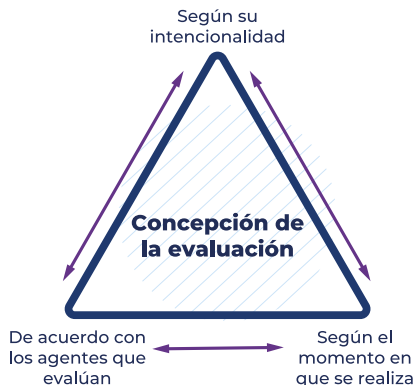 Según su
intencionalidad
Concepción de
la evaluación
De acuerdo con
los agentes que
evalúan
Según el
momento en
que se realiza